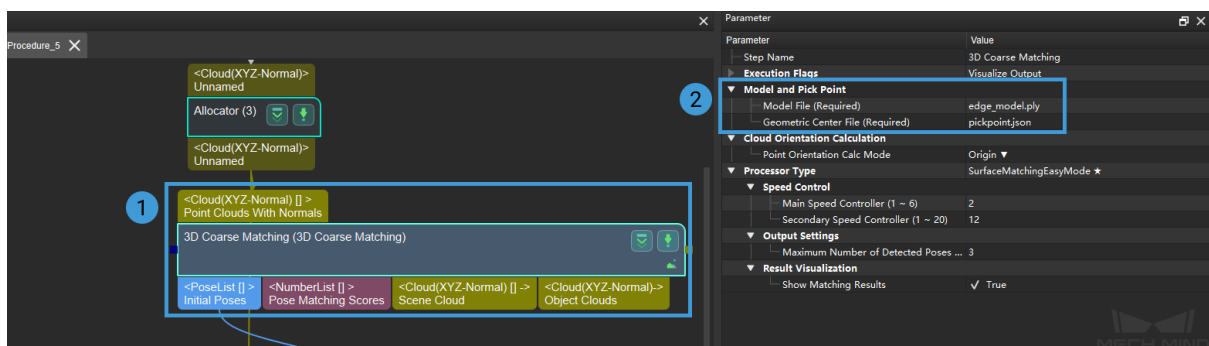 Procedure_5
<Cloud(XYZ-Normal)>
Unnamed
Allocator (3)
<Cloud(XYZ-Normal)>
Unnamed
1
<Cloud(XYZ-Normal) [] >
Point Clouds With Normals
3D Coarse Matching (3D Coarse Matching)
<PoseList [] >
Initial Poses
<NumberList [] >
Pose Matching Scores
<Cloud(XYZ-Normal) [] ->
Scene Cloud
<Cloud(XYZ-Normal)->
Object Clouds
Parameter
Parameter Value
Step Name 3D Coarse Matching
Execution Flags Visualize Output
2
Model and Pick Point
Model File (Required) edge_model.ply
Geometric Center File (Required) pickpoint.json
Cloud Orientation Calculation
Point Orientation Calc Mode Origin ▼
Processor Type SurfaceMatchingEasyMode ★
Speed Control
Main Speed Controller (1 ~ 6) 2
Secondary Speed Controller (1 ~ 20) 12
Output Settings
Maximum Number of Detected Poses ... 3
Result Visualization
Show Matching Results √ True
MECH MIND